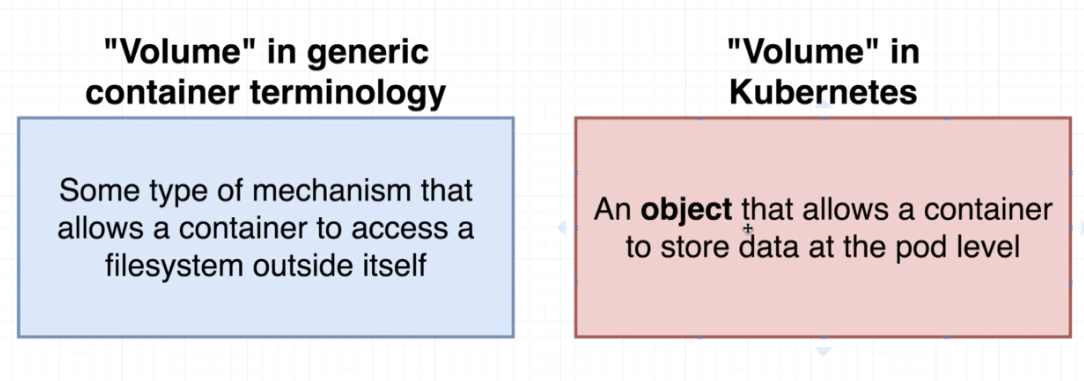 "Volume" in generic
container terminology
Some type of mechanism that
allows a container to access a
filesystem outside itself
"Volume" in
Kubernetes
An object that allows a container
to store data at the pod level